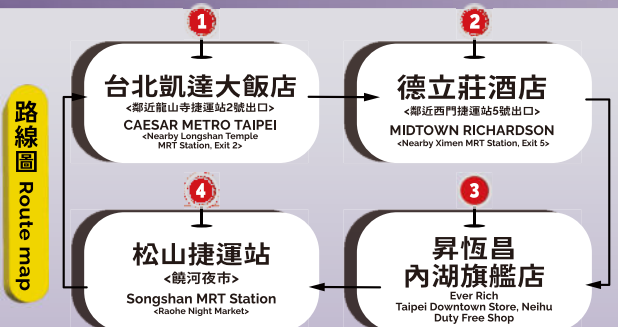 路線圖 Route map
1
台北凱達大飯店
<鄰近龍山寺捷運站2號出口>
CAESAR METRO TAIPEI
<Nearby Longshan Temple
MRT Station, Exit 2>
2
德立莊酒店
<鄰近西門捷運站5號出口>
MIDTOWN RICHARDSON
<Nearby Ximen MRT Station, Exit 5>
3
昇恆昌
內湖旗艦店
Ever Rich
Taipei Downtown Store, Neihu
Duty Free Shop
4
松山捷運站
<饒河夜市>
Songshan MRT Station
<Raohe Night Market>